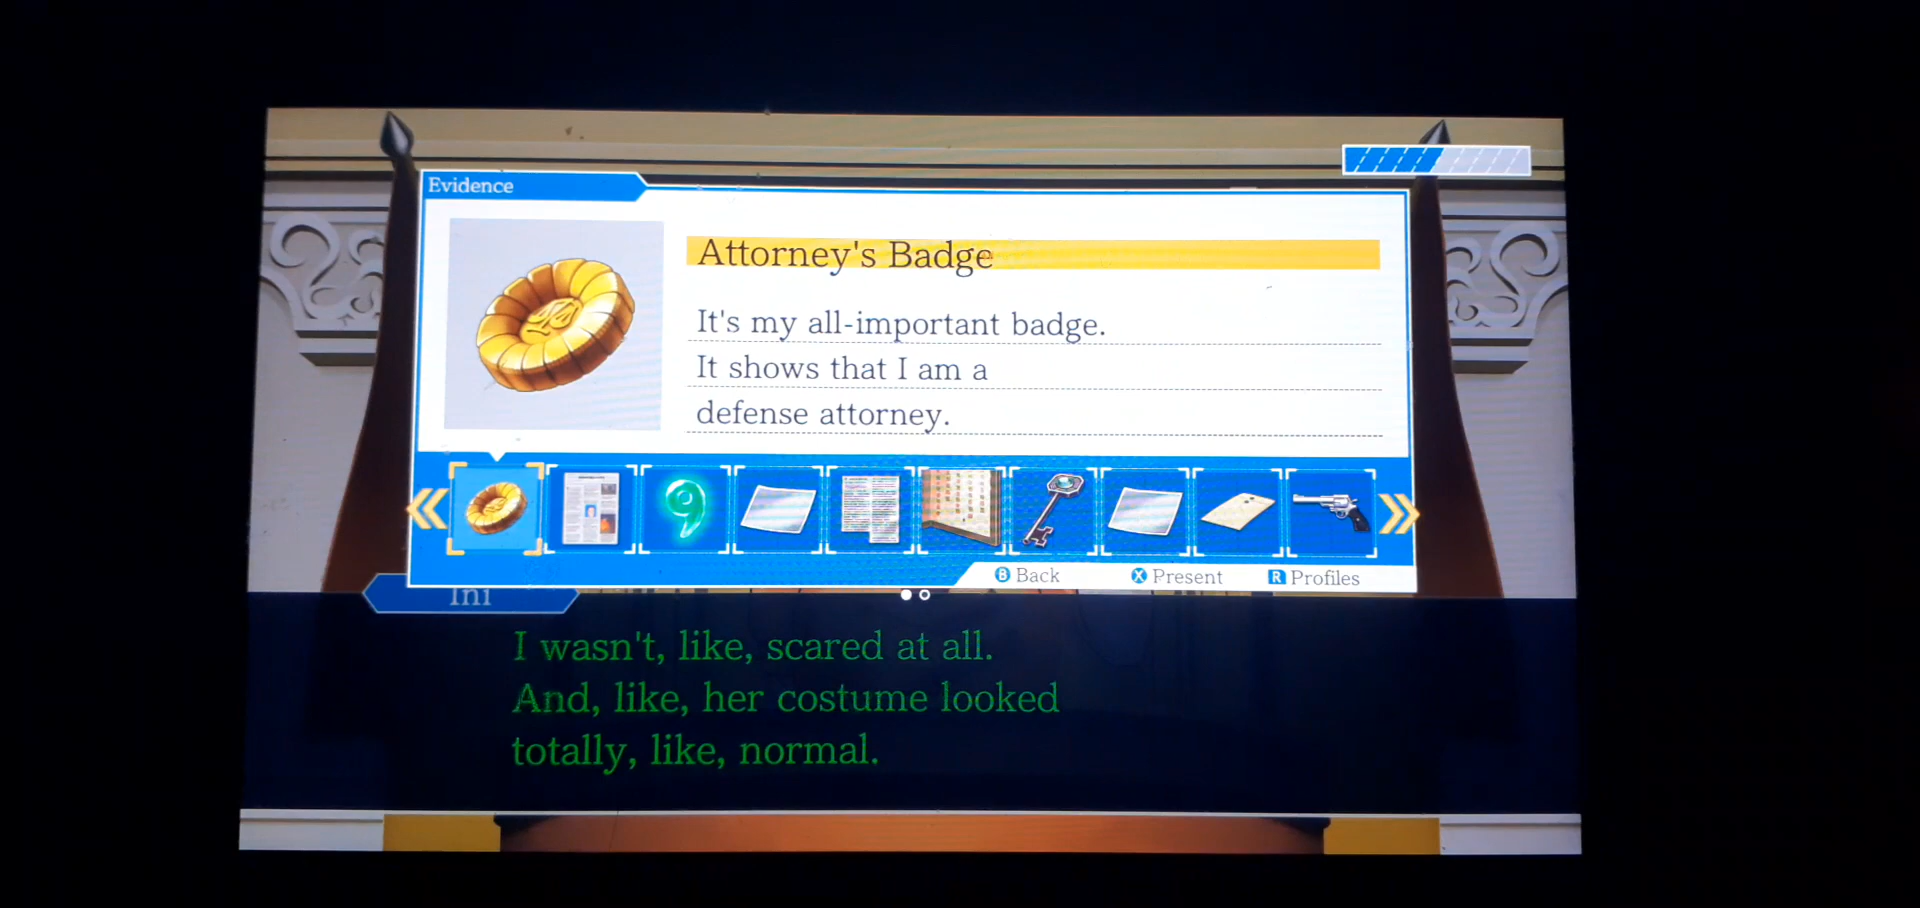 Evidence
Attorney's Badge
It's my all-important badge.
It shows that I am a
defense attorney.
B Back
X Present
R Profiles
Ini
I wasn't, like, scared at all.
And, like, her costume looked
totally, like, normal.